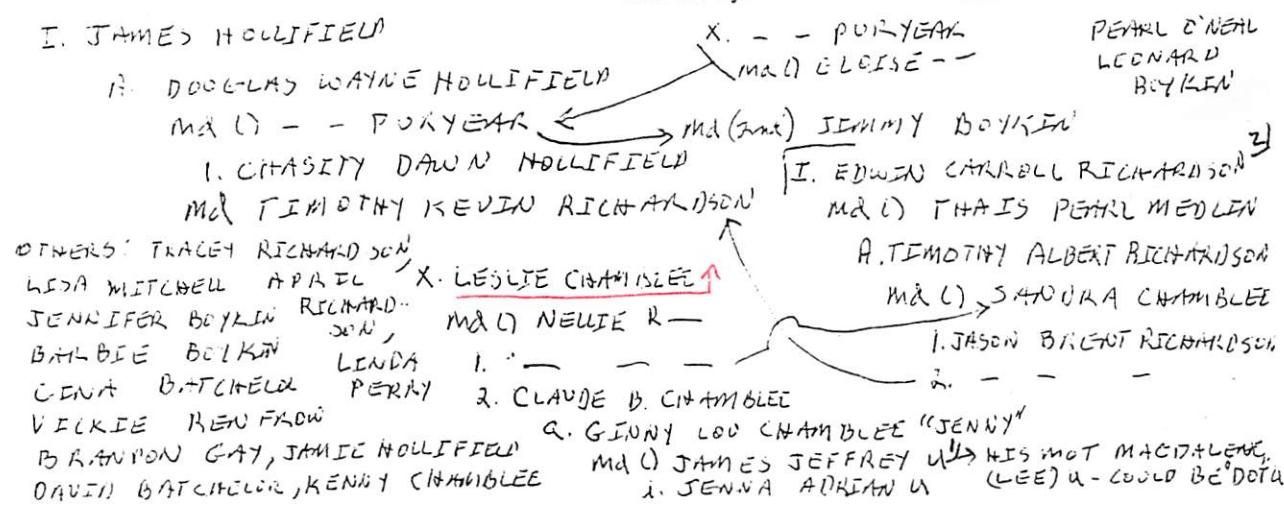 I. JAMES HOLLIFIELD
A. DOUGLAS WAYNE HOLLIFIELD
md () - - PURYEAR
1. CHASITY DAWN HOLLIFIELD
md TIMOTHY KEVIN RICHARDSON
X. - - PURYEAR
md () ELOISE - -
PEARL O'NEAL
LEONARD
BOYKIN
md (2nd) JIMMY BOYKIN
I. EDWIN CARROLL RICHARDSON
md () THAIS PEARL MEDLIN
A. TIMOTHY ALBERT RICHARDSON
md () SANDRA CHAMBLEE
1. JASON BRENT RICHARDSON
2. - - -
OTHERS: TRACEY RICHARDSON,
LISA MITCHELL APRIL
JENNIFER BOYKIN RICHARDSON,
BARBIE BOYKIN LINDA
GINA BATCHELOR PERRY
VICKIE RENFROW
BRANDON GAY, JAMIE HOLLIFIELD
DAVID BATCHELOR, KENNY CHAMBLEE
X. LESLIE CHAMBLEE
md () NELLIE R—
1. - - -
2. CLAUDE B. CHAMBLEE
a. GINNY LOU CHAMBLEE "JENNY"
md () JAMES JEFFREY U HIS MOT MAGDALENE
(LEE) U - COULD BE
i. JENNA ADRIAN U